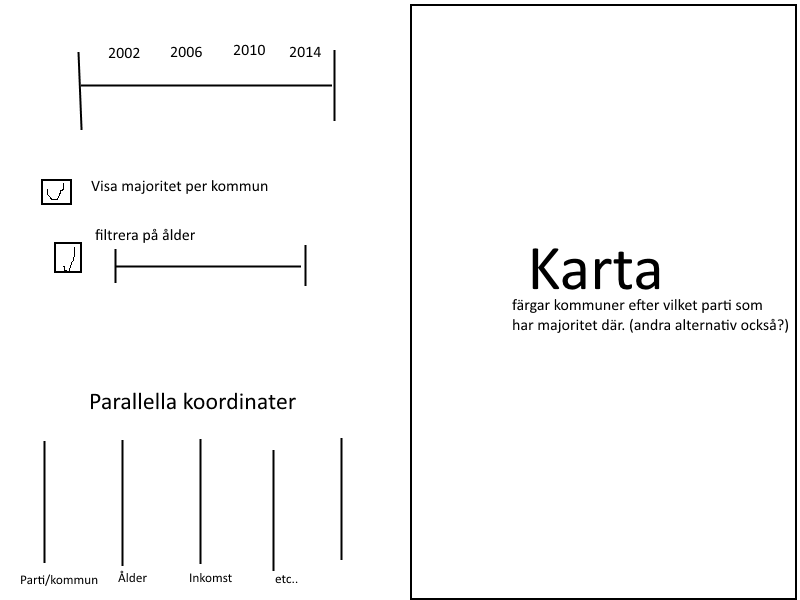 2002 2006 2010 2014
Visa majoritet per kommun
filtrera på ålder
Parallella koordinater
Parti/kommun Ålder Inkomst etc..
Karta
färgar kommuner efter vilket parti som
har majoritet där. (andra alternativ också?)